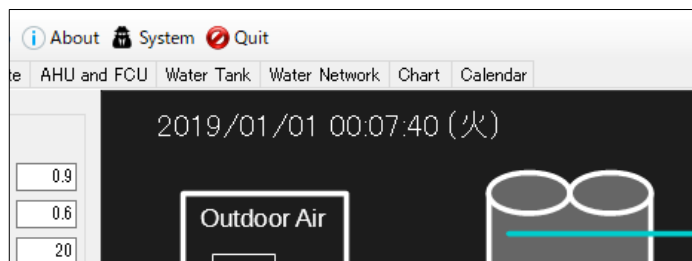 About System Quit
te AHU and FCU Water Tank Water Network Chart Calendar
2019/01/01 00:07:40 (火)
0.9
0.6
Outdoor Air
20